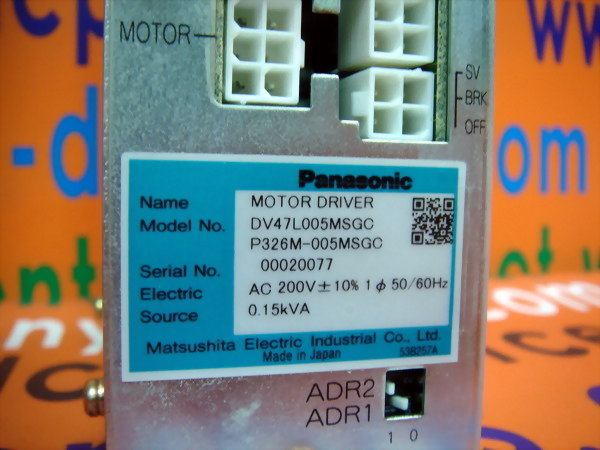 MOTOR
SV
BRK
OFF
Panasonic
Name MOTOR DRIVER
Model No. DV47L005MSGC
P326M-005MSGC
Serial No. 00020077
Electric AC 200V±10% 1φ 50/60Hz
Source 0.15kVA
Matsushita Electric Industrial Co., Ltd.
Made in Japan 53B257A
ADR2
ADR1
1 0